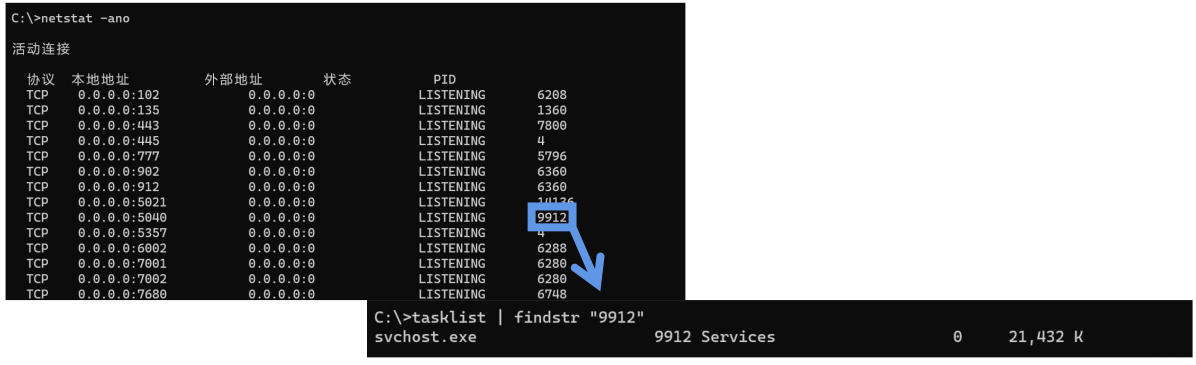 C:\>netstat -ano
活动连接
协议 本地地址 外部地址 状态 PID
TCP 0.0.0.0:102 0.0.0.0:0 LISTENING 6208
TCP 0.0.0.0:135 0.0.0.0:0 LISTENING 1360
TCP 0.0.0.0:443 0.0.0.0:0 LISTENING 7800
TCP 0.0.0.0:445 0.0.0.0:0 LISTENING 4
TCP 0.0.0.0:777 0.0.0.0:0 LISTENING 5796
TCP 0.0.0.0:902 0.0.0.0:0 LISTENING 6360
TCP 0.0.0.0:912 0.0.0.0:0 LISTENING 6360
TCP 0.0.0.0:5021 0.0.0.0:0 LISTENING 14136
TCP 0.0.0.0:5040 0.0.0.0:0 LISTENING 9912
TCP 0.0.0.0:5357 0.0.0.0:0 LISTENING 4
TCP 0.0.0.0:6002 0.0.0.0:0 LISTENING 6288
TCP 0.0.0.0:7001 0.0.0.0:0 LISTENING 6280
TCP 0.0.0.0:7002 0.0.0.0:0 LISTENING 6280
TCP 0.0.0.0:7680 0.0.0.0:0 LISTENING 6748
C:\>tasklist | findstr "9912"
svchost.exe 9912 Services 0 21,432 K